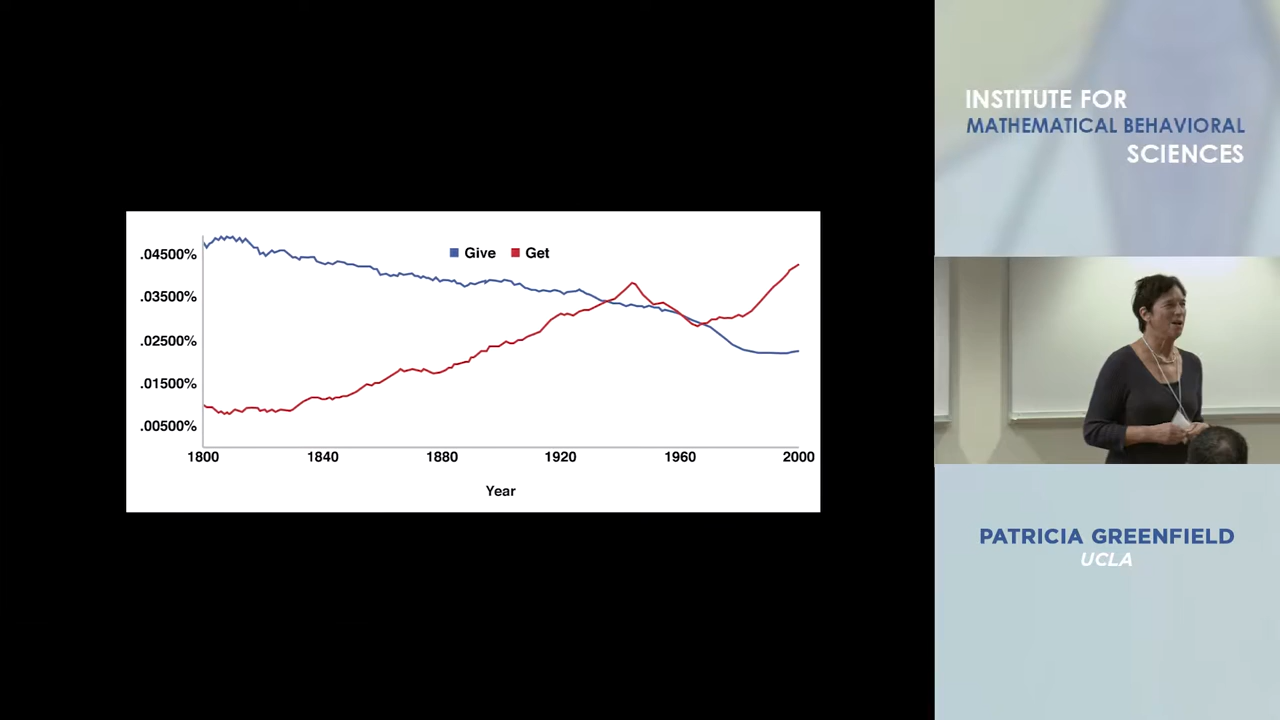 Give Get
.04500%
.03500%
.02500%
.01500%
.00500%
1800 1840 1880 1920 1960 2000
Year
INSTITUTE FOR
MATHEMATICAL BEHAVIORAL
SCIENCES
PATRICIA GREENFIELD
UCLA